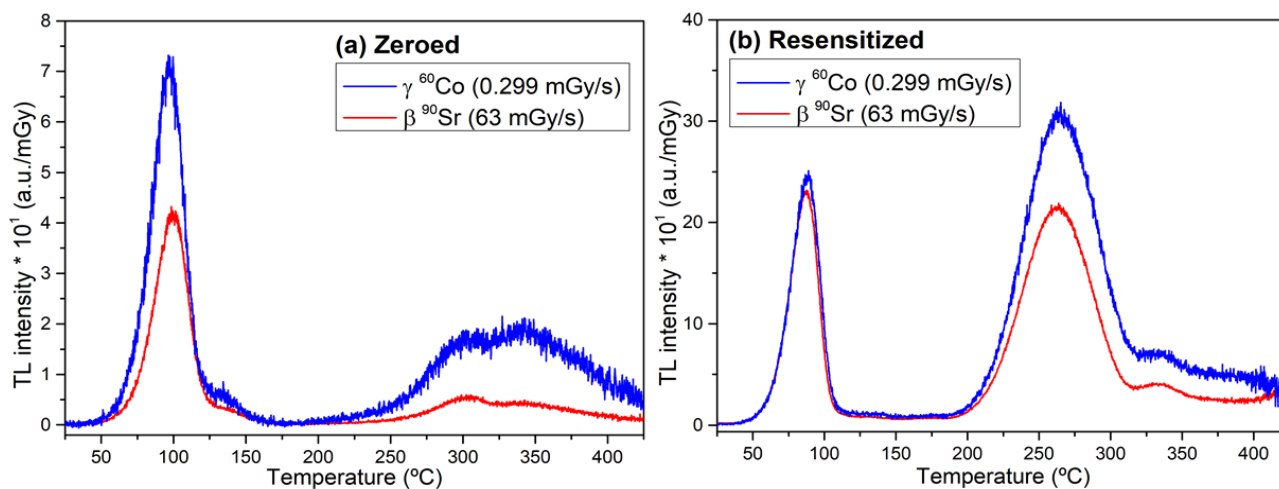 (a) Zeroed
γ ⁶⁰Co (0.299 mGy/s)
β ⁹⁰Sr (63 mGy/s)
TL intensity * 10¹ (a.u./mGy)
8
7
6
5
4
3
2
1
0
50 100 150 200 250 300 350 400
Temperature (ºC)
(b) Resensitized
γ ⁶⁰Co (0.299 mGy/s)
β ⁹⁰Sr (63 mGy/s)
TL intensity * 10¹ (a.u./mGy)
40
30
20
10
0
50 100 150 200 250 300 350 400
Temperature (ºC)